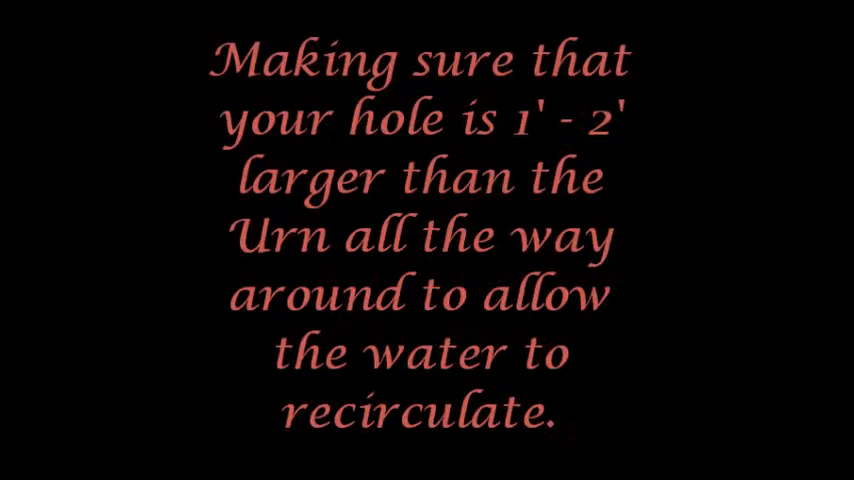 Making sure that
your hole is 1' - 2'
larger than the
Urn all the way
around to allow
the water to
recirculate.